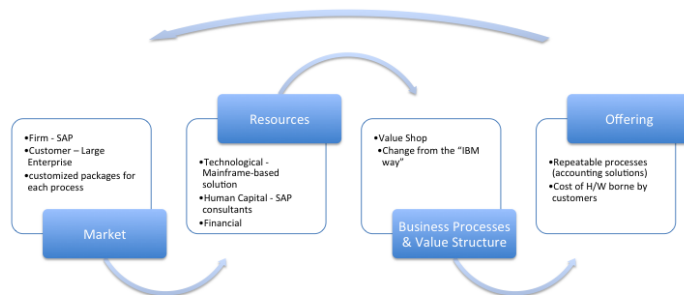 •Firm - SAP
•Customer – Large
Enterprise
•customized packages for
each process
Market
Resources
•Technological -
Mainframe-based
solution
•Human Capital - SAP
consultants
•Financial
•Value Shop
•Change from the “IBM
way”
Business Processes
& Value Structure
Offering
•Repeatable processes
(accounting solutions)
•Cost of H/W borne by
customers